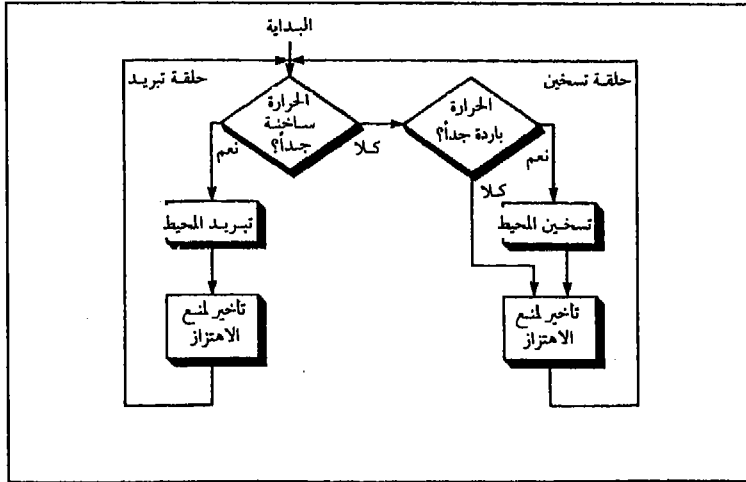 البداية
حلقة تسخين
حلقة تبريد
الحرارة
ساخنة
جداً؟
الحرارة
باردة جداً؟
نعم
كلا
كلا
نعم
تبريد المحيط
تسخين المحيط
تأخير لمنع
الاهتزاز
تأخير لمنع
الاهتزاز